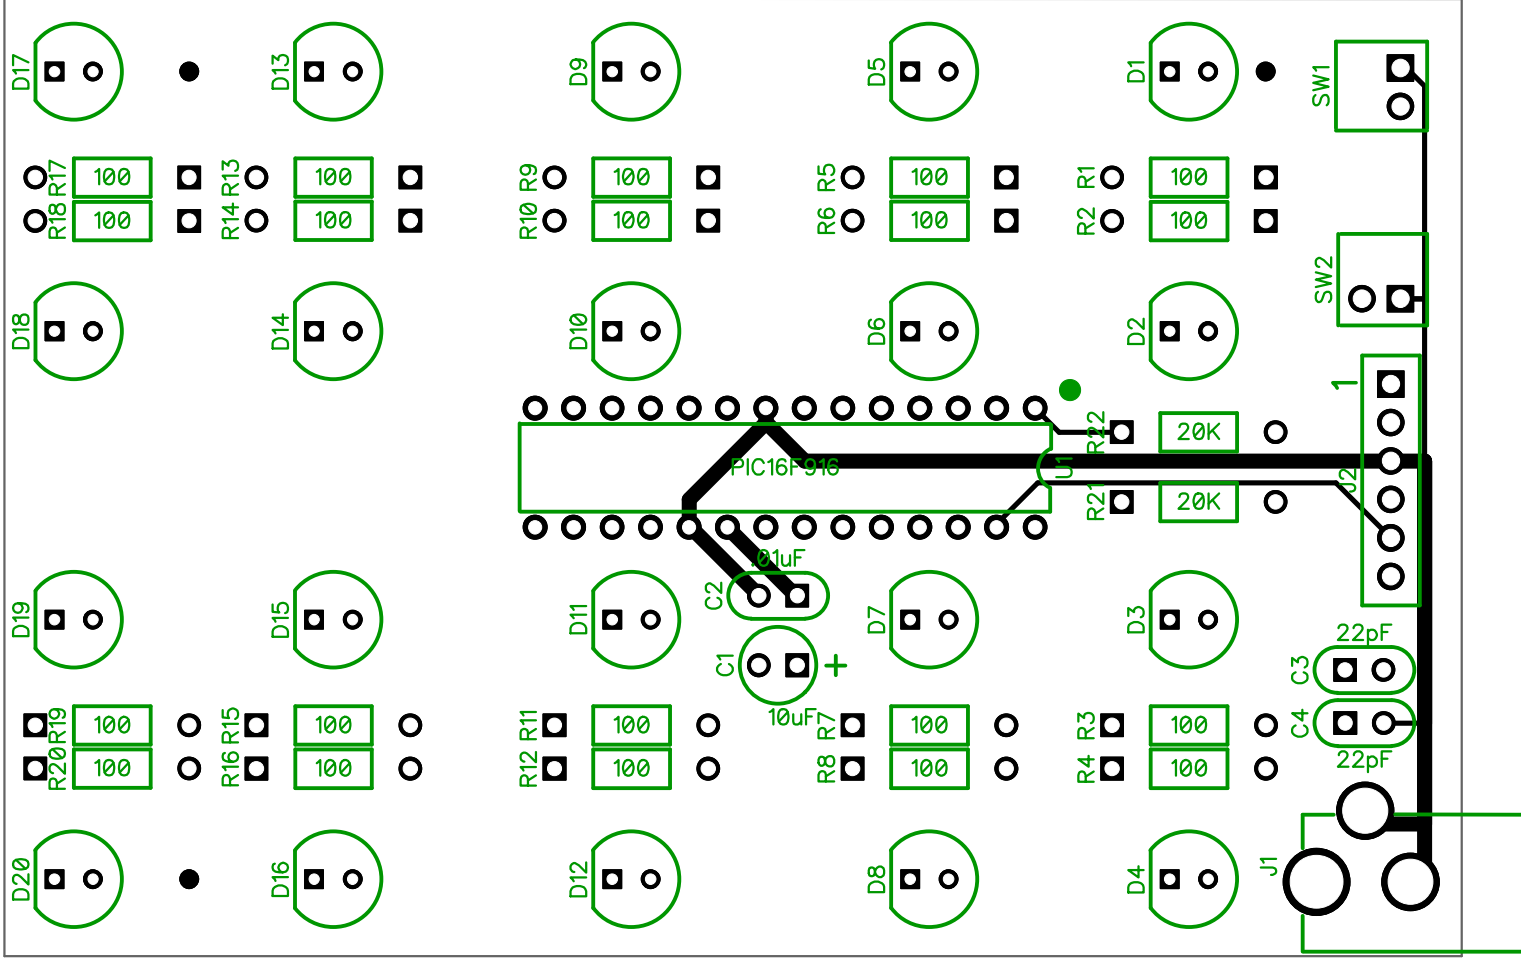 D17
D13
D9
D5
D1
SW1
R17
100
R13
100
R9
100
R5
100
R1
100
R18
100
R14
100
R10
100
R6
100
R2
100
SW2
D18
D14
D10
D6
D2
1
R22
20K
PIC16F916
U1
J2
R21
20K
.01uF
C2
D19
D15
D11
D7
D3
22pF
C1
+
C3
10uF
R19
100
R15
100
R11
100
R7
100
R3
100
C4
22pF
R20
100
R16
100
R12
100
R8
100
R4
100
J1
D20
D16
D12
D8
D4